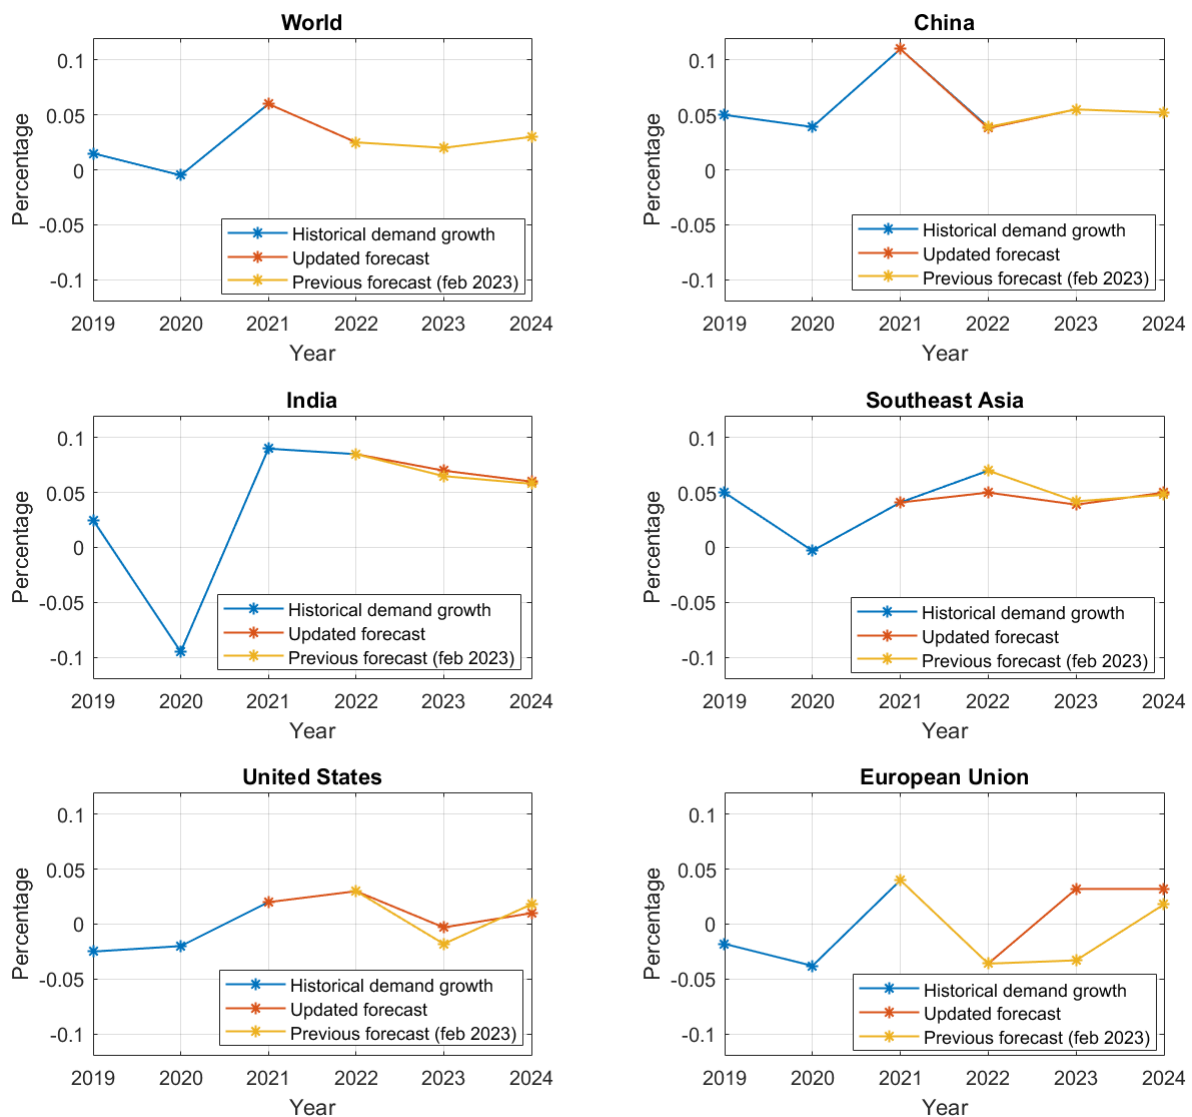 World
0.1
0.05
0
-0.05
-0.1
Percentage
2019 2020 2021 2022 2023 2024
Year
Historical demand growth
Updated forecast
Previous forecast (feb 2023)
China
0.1
0.05
0
-0.05
-0.1
Percentage
2019 2020 2021 2022 2023 2024
Year
Historical demand growth
Updated forecast
Previous forecast (feb 2023)
India
0.1
0.05
0
-0.05
-0.1
Percentage
2019 2020 2021 2022 2023 2024
Year
Historical demand growth
Updated forecast
Previous forecast (feb 2023)
Southeast Asia
0.1
0.05
0
-0.05
-0.1
Percentage
2019 2020 2021 2022 2023 2024
Year
Historical demand growth
Updated forecast
Previous forecast (feb 2023)
United States
0.1
0.05
0
-0.05
-0.1
Percentage
2019 2020 2021 2022 2023 2024
Year
Historical demand growth
Updated forecast
Previous forecast (feb 2023)
European Union
0.1
0.05
0
-0.05
-0.1
Percentage
2019 2020 2021 2022 2023 2024
Year
Historical demand growth
Updated forecast
Previous forecast (feb 2023)